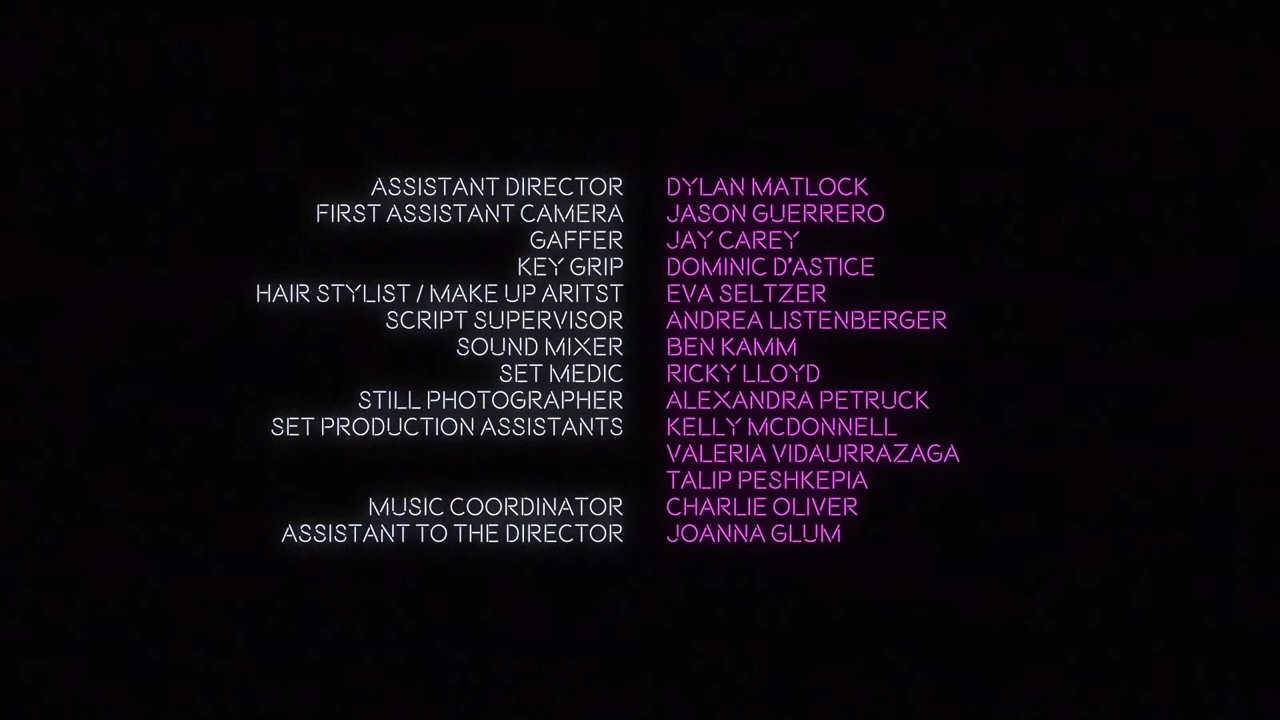 ASSISTANT DIRECTOR DYLAN MATLOCK
FIRST ASSISTANT CAMERA JASON GUERRERO
GAFFER JAY CAREY
KEY GRIP DOMINIC D'ASTICE
HAIR STYLIST / MAKE UP ARITST EVA SELTZER
SCRIPT SUPERVISOR ANDREA LISTENBERGER
SOUND MIXER BEN KAMM
SET MEDIC RICKY LLOYD
STILL PHOTOGRAPHER ALEXANDRA PETRUCK
SET PRODUCTION ASSISTANTS KELLY MCDONNELL
VALERIA VIDAURRAZAGA
TALIP PESHKEPIA
MUSIC COORDINATOR CHARLIE OLIVER
ASSISTANT TO THE DIRECTOR JOANNA GLUM